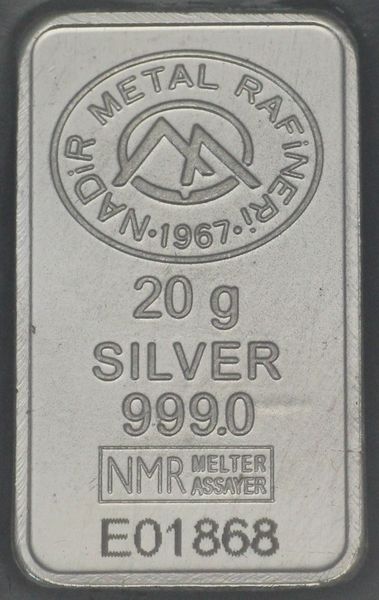 NADİR METAL RAFİNERİ
·1967·
20 g
SILVER
999.0
NMR MELTER
ASSAYER
E01868